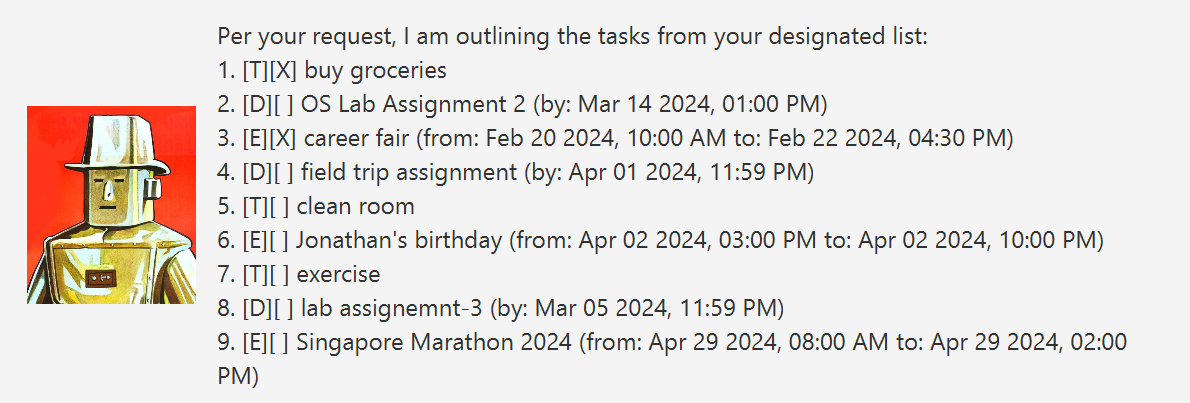 Per your request, I am outlining the tasks from your designated list:
1. [T][X] buy groceries
2. [D][ ] OS Lab Assignment 2 (by: Mar 14 2024, 01:00 PM)
3. [E][X] career fair (from: Feb 20 2024, 10:00 AM to: Feb 22 2024, 04:30 PM)
4. [D][ ] field trip assignment (by: Apr 01 2024, 11:59 PM)
5. [T][ ] clean room
6. [E][ ] Jonathan's birthday (from: Apr 02 2024, 03:00 PM to: Apr 02 2024, 10:00 PM)
7. [T][ ] exercise
8. [D][ ] lab assignemnt-3 (by: Mar 05 2024, 11:59 PM)
9. [E][ ] Singapore Marathon 2024 (from: Apr 29 2024, 08:00 AM to: Apr 29 2024, 02:00
PM)